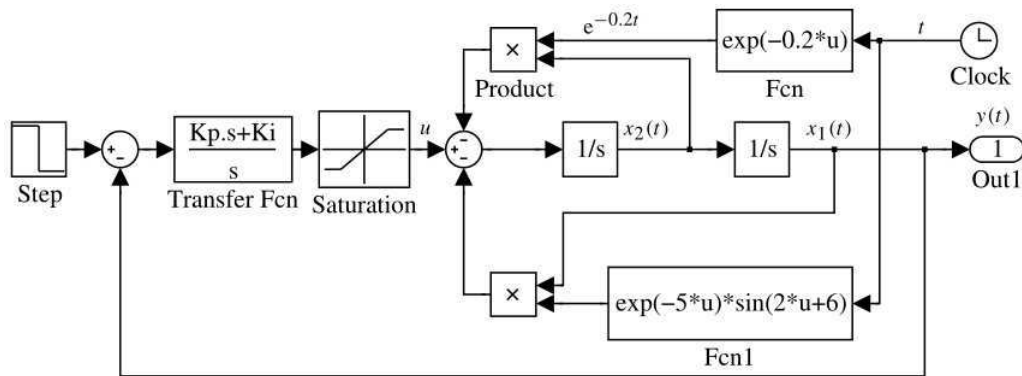 e^{-0.2t}
exp(−0.2*u)
t
Product
Fcn
Clock
Kp.s+Ki
s
u
x₂(t)
x₁(t)
y(t)
+
−
−
−
×
1/s
1/s
1
Step
Transfer Fcn
Saturation
Out1
×
exp(−5*u)*sin(2*u+6)
Fcn1